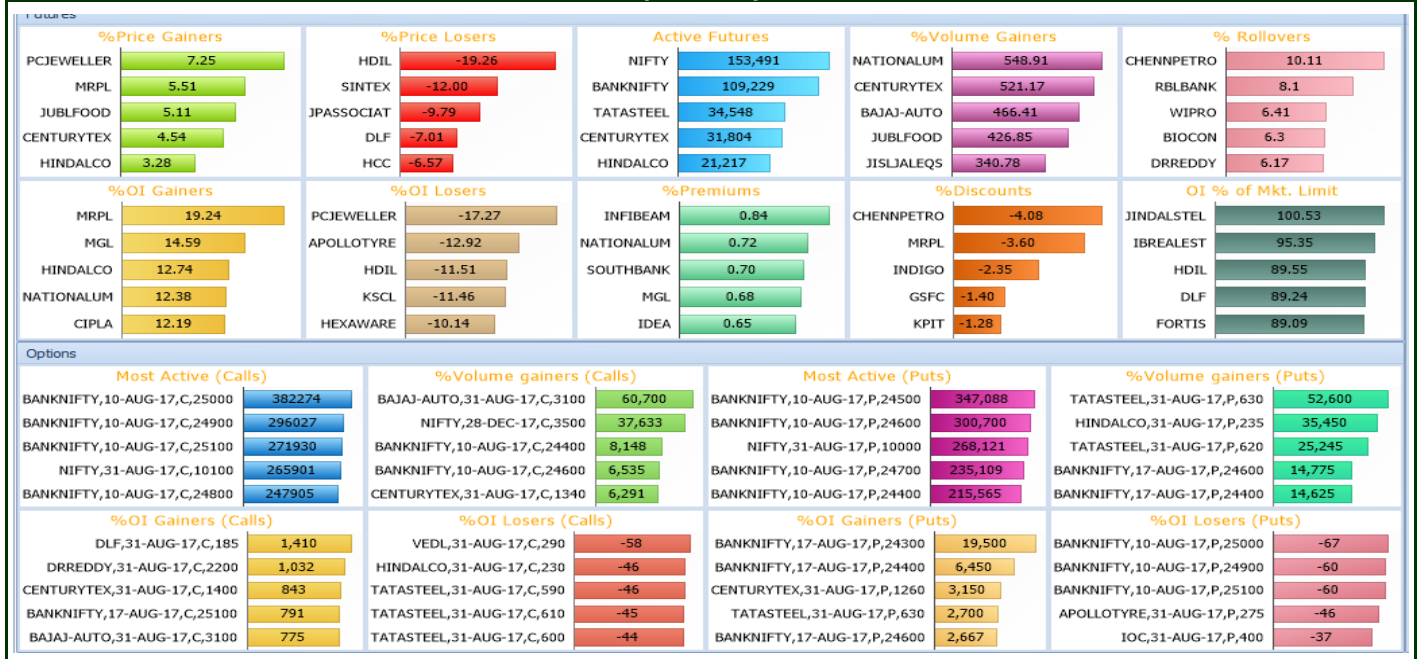 Futures
%Price Gainers
PCJEWELLER 7.25
MRPL 5.51
JUBLFOOD 5.11
CENTURYTEX 4.54
HINDALCO 3.28
%Price Losers
HDIL -19.26
SINTEX -12.00
JPASSOCIAT -9.79
DLF -7.01
HCC -6.57
Active Futures
NIFTY 153,491
BANKNIFTY 109,229
TATASTEEL 34,548
CENTURYTEX 31,804
HINDALCO 21,217
%Volume Gainers
NATIONALUM 548.91
CENTURYTEX 521.17
BAJAJ-AUTO 466.41
JUBLFOOD 426.85
JISLJALEQS 340.78
% Rollovers
CHENNPETRO 10.11
RBLBANK 8.1
WIPRO 6.41
BIOCON 6.3
DRREDDY 6.17
%OI Gainers
MRPL 19.24
MGL 14.59
HINDALCO 12.74
NATIONALUM 12.38
CIPLA 12.19
%OI Losers
PCJEWELLER -17.27
APOLLOTYRE -12.92
HDIL -11.51
KSCL -11.46
HEXAWARE -10.14
%Premiums
INFIBEAM 0.84
NATIONALUM 0.72
SOUTHBANK 0.70
MGL 0.68
IDEA 0.65
%Discounts
CHENNPETRO -4.08
MRPL -3.60
INDIGO -2.35
GSFC -1.40
KPIT -1.28
OI % of Mkt. Limit
JINDALSTEL 100.53
IBREALEST 95.35
HDIL 89.55
DLF 89.24
FORTIS 89.09
Options
Most Active (Calls)
BANKNIFTY,10-AUG-17,C,25000 382274
BANKNIFTY,10-AUG-17,C,24900 296027
BANKNIFTY,10-AUG-17,C,25100 271930
NIFTY,31-AUG-17,C,10100 265901
BANKNIFTY,10-AUG-17,C,24800 247905
%Volume gainers (Calls)
BAJAJ-AUTO,31-AUG-17,C,3100 60,700
NIFTY,28-DEC-17,C,3500 37,633
BANKNIFTY,10-AUG-17,C,24400 8,148
BANKNIFTY,10-AUG-17,C,24600 6,535
CENTURYTEX,31-AUG-17,C,1340 6,291
Most Active (Puts)
BANKNIFTY,10-AUG-17,P,24500 347,088
BANKNIFTY,10-AUG-17,P,24600 300,700
NIFTY,31-AUG-17,P,10000 268,121
BANKNIFTY,10-AUG-17,P,24700 235,109
BANKNIFTY,10-AUG-17,P,24400 215,565
%Volume gainers (Puts)
TATASTEEL,31-AUG-17,P,630 52,600
HINDALCO,31-AUG-17,P,235 35,450
TATASTEEL,31-AUG-17,P,620 25,245
BANKNIFTY,17-AUG-17,P,24600 14,775
BANKNIFTY,17-AUG-17,P,24400 14,625
%OI Gainers (Calls)
DLF,31-AUG-17,C,185 1,410
DRREDDY,31-AUG-17,C,2200 1,032
CENTURYTEX,31-AUG-17,C,1400 843
BANKNIFTY,17-AUG-17,C,25100 791
BAJAJ-AUTO,31-AUG-17,C,3100 775
%OI Losers (Calls)
VEDL,31-AUG-17,C,290 -58
HINDALCO,31-AUG-17,C,230 -46
TATASTEEL,31-AUG-17,C,590 -46
TATASTEEL,31-AUG-17,C,610 -45
TATASTEEL,31-AUG-17,C,600 -44
%OI Gainers (Puts)
BANKNIFTY,17-AUG-17,P,24300 19,500
BANKNIFTY,17-AUG-17,P,24400 6,450
CENTURYTEX,31-AUG-17,P,1260 3,150
TATASTEEL,31-AUG-17,P,630 2,700
BANKNIFTY,17-AUG-17,P,24600 2,667
%OI Losers (Puts)
BANKNIFTY,10-AUG-17,P,25000 -67
BANKNIFTY,10-AUG-17,P,24900 -60
BANKNIFTY,10-AUG-17,P,25100 -60
APOLLOTYRE,31-AUG-17,P,275 -46
IOC,31-AUG-17,P,400 -37